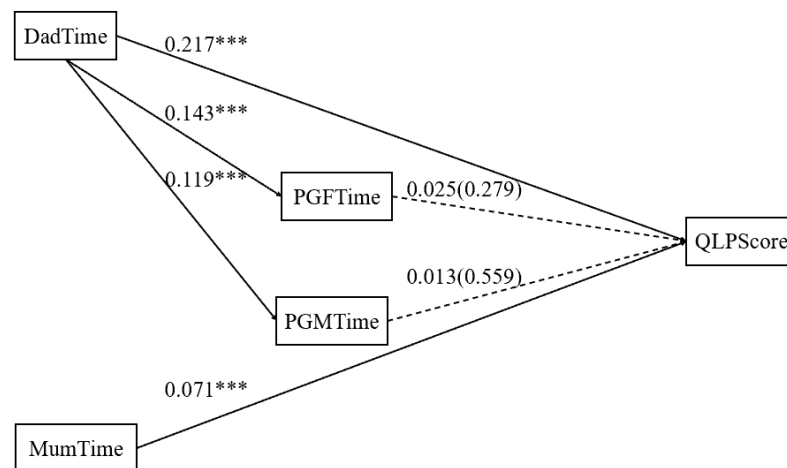 DadTime
0.217***
0.143***
0.119***
PGFTime
0.025(0.279)
QLPScore
0.013(0.559)
PGMTime
0.071***
MumTime